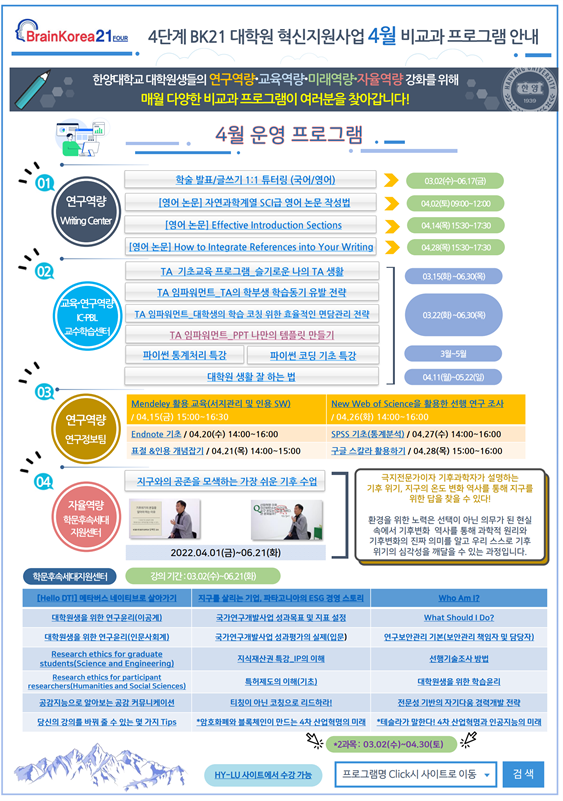 BrainKorea21 FOUR
4단계 BK21 대학원 혁신지원사업 4월 비교과 프로그램 안내
한양대학교 대학원생들의 연구역량·교육역량·미래역량·자율역량 강화를 위해
매월 다양한 비교과 프로그램이 여러분을 찾아갑니다!
HANYANG UNIVERSITY
한양
1939
4월 운영 프로그램
01
연구역량
Writing Center
학술 발표/글쓰기 1:1 튜터링 (국어/영어)
03.02(수)~06.17(금)
[영어 논문] 자연과학계열 SCI급 영어 논문 작성법
04.02(토) 09:00~12:00
[영어 논문] Effective Introduction Sections
04.14(목) 15:30~17:30
[영어 논문] How to Integrate References into Your Writing
04.28(목) 15:30~17:30
02
교육·연구역량
IC-PBL
교수학습센터
TA 기초교육 프로그램_슬기로운 나의 TA 생활
03.15(화)~06.30(목)
TA 임파워먼트_TA의 학부생 학습동기 유발 전략
TA 임파워먼트_대학생의 학습 코칭 위한 효율적인 면담관리 전략
03.22(화)~06.30(목)
TA 임파워먼트_PPT 나만의 템플릿 만들기
파이썬 통계처리 특강
파이썬 코딩 기초 특강
3월~5월
대학원 생활 잘 하는 법
04.11(월)~05.22(일)
03
연구역량
연구정보팀
Mendeley 활용 교육(서지관리 및 인용 SW)
/ 04.15(금) 15:00~16:30
New Web of Science을 활용한 선행 연구 조사
/ 04.26(화) 14:00~16:00
Endnote 기초 / 04.20(수) 14:00~16:00
SPSS 기초(통계분석) / 04.27(수) 14:00~16:00
표절 &인용 개념잡기 / 04.21(목) 14:00~15:00
구글 스칼라 활용하기 / 04.28(목) 15:00~16:00
04
자율역량
학문후속세대
지원센터
지구와의 공존을 모색하는 가장 쉬운 기후 수업
2022.04.01(금)~06.21(화)
극지전문가이자 기후과학자가 설명하는
기후 위기, 지구의 온도 변화 역사를 통해 지구를
위한 답을 찾을 수 있다!
환경을 위한 노력은 선택이 아닌 의무가 된 현실
속에서 기후변화 역사를 통해 과학적 원리와
기후변화의 진짜 의미를 알고 우리 스스로 기후
위기의 심각성을 깨달을 수 있는 과정입니다.
학문후속세대지원센터
강의 기간 : 03.02(수)~06.21(화)
[Hello DT!] 메타버스 네이티브로 살아가기
지구를 살리는 기업, 파타고니아의 ESG 경영 스토리
Who Am I?
대학원생을 위한 연구윤리(이공계)
국가연구개발사업 성과목표 및 지표 설정
What Should I Do?
대학원생을 위한 연구윤리(인문사회계)
국가연구개발사업 성과평가의 실제(입문)
연구보안관리 기본(보안관리 책임자 및 담당자)
Research ethics for graduate
students(Science and Engineering)
지식재산권 특강_IP의 이해
선행기술조사 방법
Research ethics for participant
researchers(Humanities and Social Sciences)
특허제도의 이해(기초)
대학원생을 위한 학습윤리
공감지능으로 알아보는 공감 커뮤니케이션
티칭이 아닌 코칭으로 리드하라!
전문성 기반의 자기다움 경력개발 전략
당신의 강의를 바꿔 줄 수 있는 몇 가지 Tips
*암호화폐와 블록체인이 만드는 4차 산업혁명의 미래
*테슬라가 말한다! 4차 산업혁명과 인공지능의 미래
*2과목 : 03.02(수)~04.30(토)
HY-LU 사이트에서 수강 가능
프로그램명 Click시 사이트로 이동
검 색